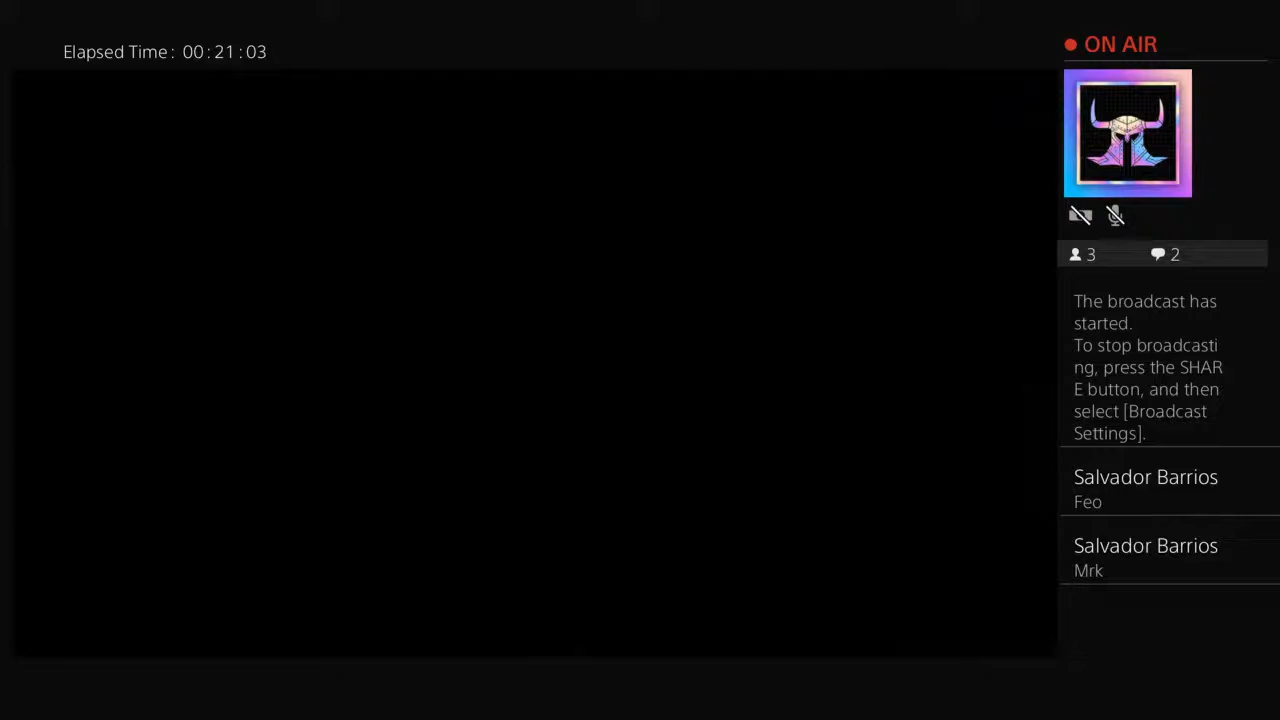 Elapsed Time: 00:21:03
ON AIR
3 2
The broadcast has
started.
To stop broadcasti
ng, press the SHAR
E button, and then
select [Broadcast
Settings].
Salvador Barrios
Feo
Salvador Barrios
Mrk